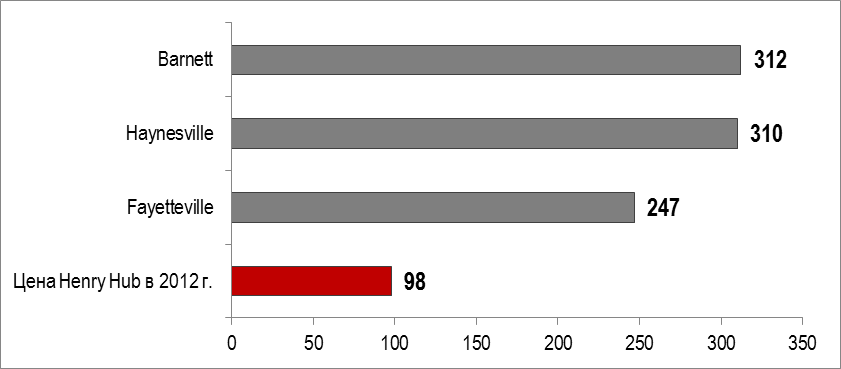 Barnett
312
Haynesville
310
Fayetteville
247
Цена Henry Hub в 2012 г.
98
0 50 100 150 200 250 300 350